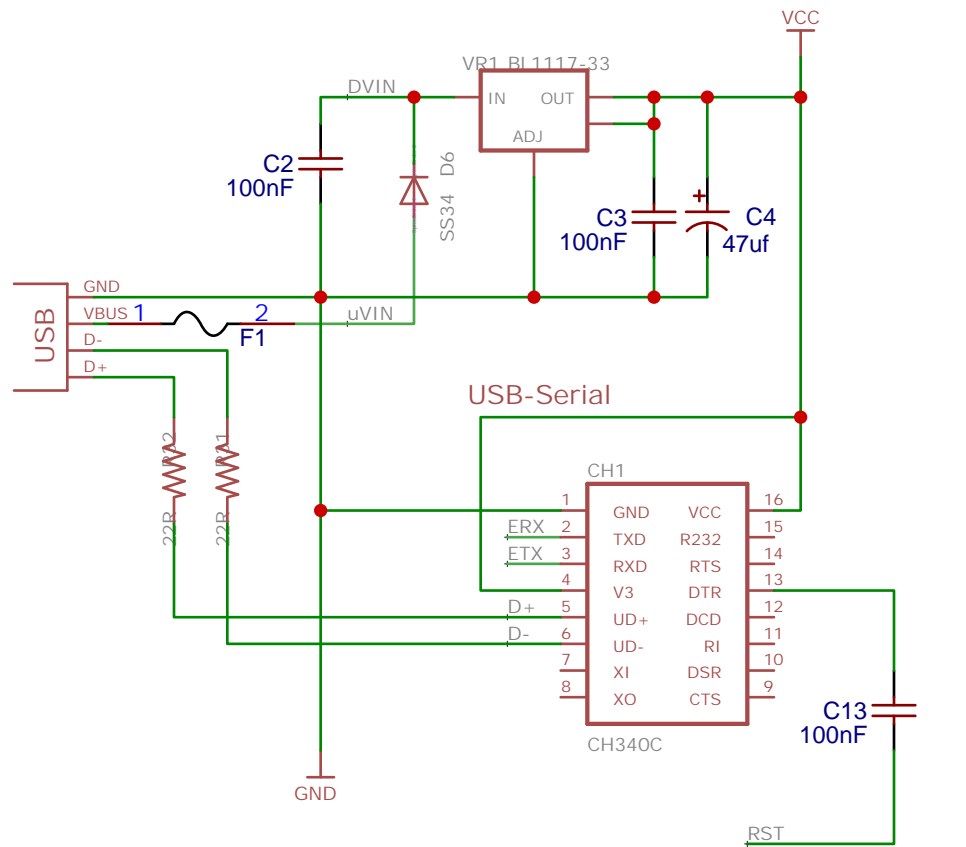 VCC
VR1 BL1117-33
DVIN
IN OUT
ADJ
C2
100nF
D6
SS34
C3
100nF
C4
47uf
USB
GND
VBUS 1 2
F1
uVIN
D-
D+
USB-Serial
22R
22R
CH1
1 GND VCC 16
ERX 2 TXD R232 15
ETX 3 RXD RTS 14
4 V3 DTR 13
D+ 5 UD+ DCD 12
D- 6 UD- RI 11
7 XI DSR 10
8 XO CTS 9
CH340C
C13
100nF
GND
RST